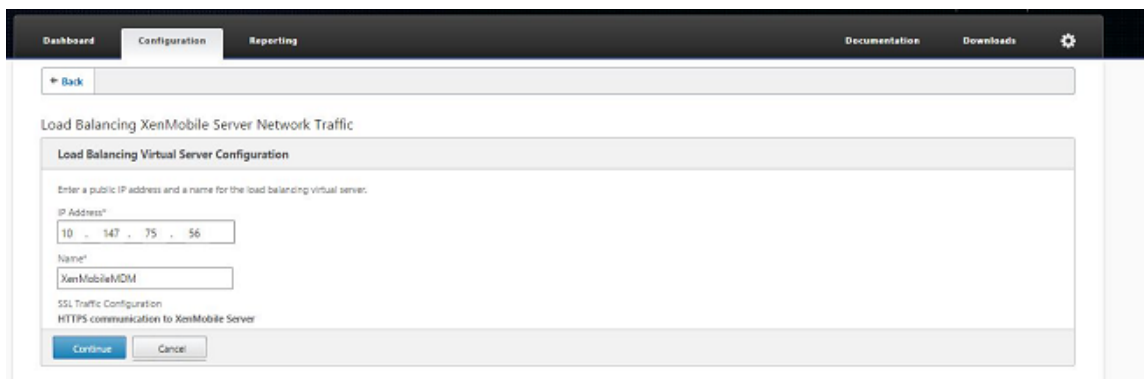 Dashboard Configuration Reporting Documentation Downloads
Back
Load Balancing XenMobile Server Network Traffic
Load Balancing Virtual Server Configuration
Enter a public IP address and a name for the load balancing virtual server.
IP Address*
10 . 147 . 75 . 56
Name*
XenMobileMDM
SSL Traffic Configuration
HTTPS communication to XenMobile Server
Continue Cancel